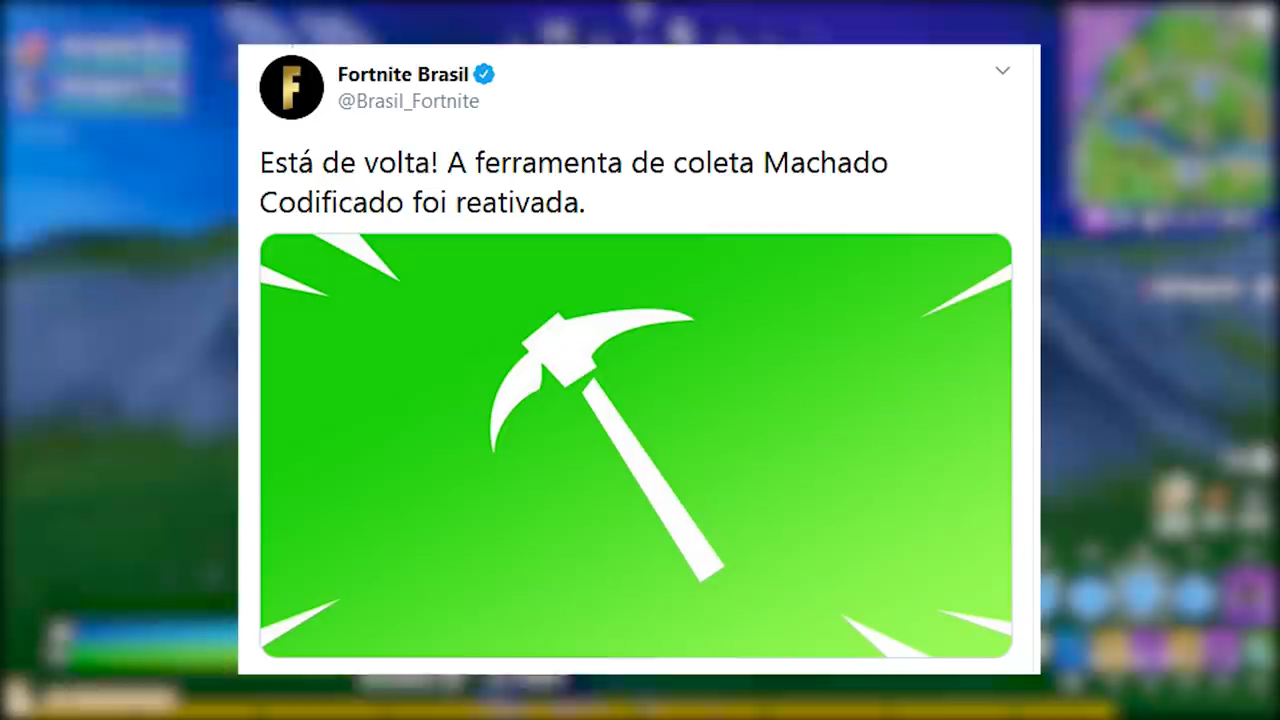 Fortnite Brasil
@Brasil_Fortnite
Está de volta! A ferramenta de coleta Machado
Codificado foi reativada.